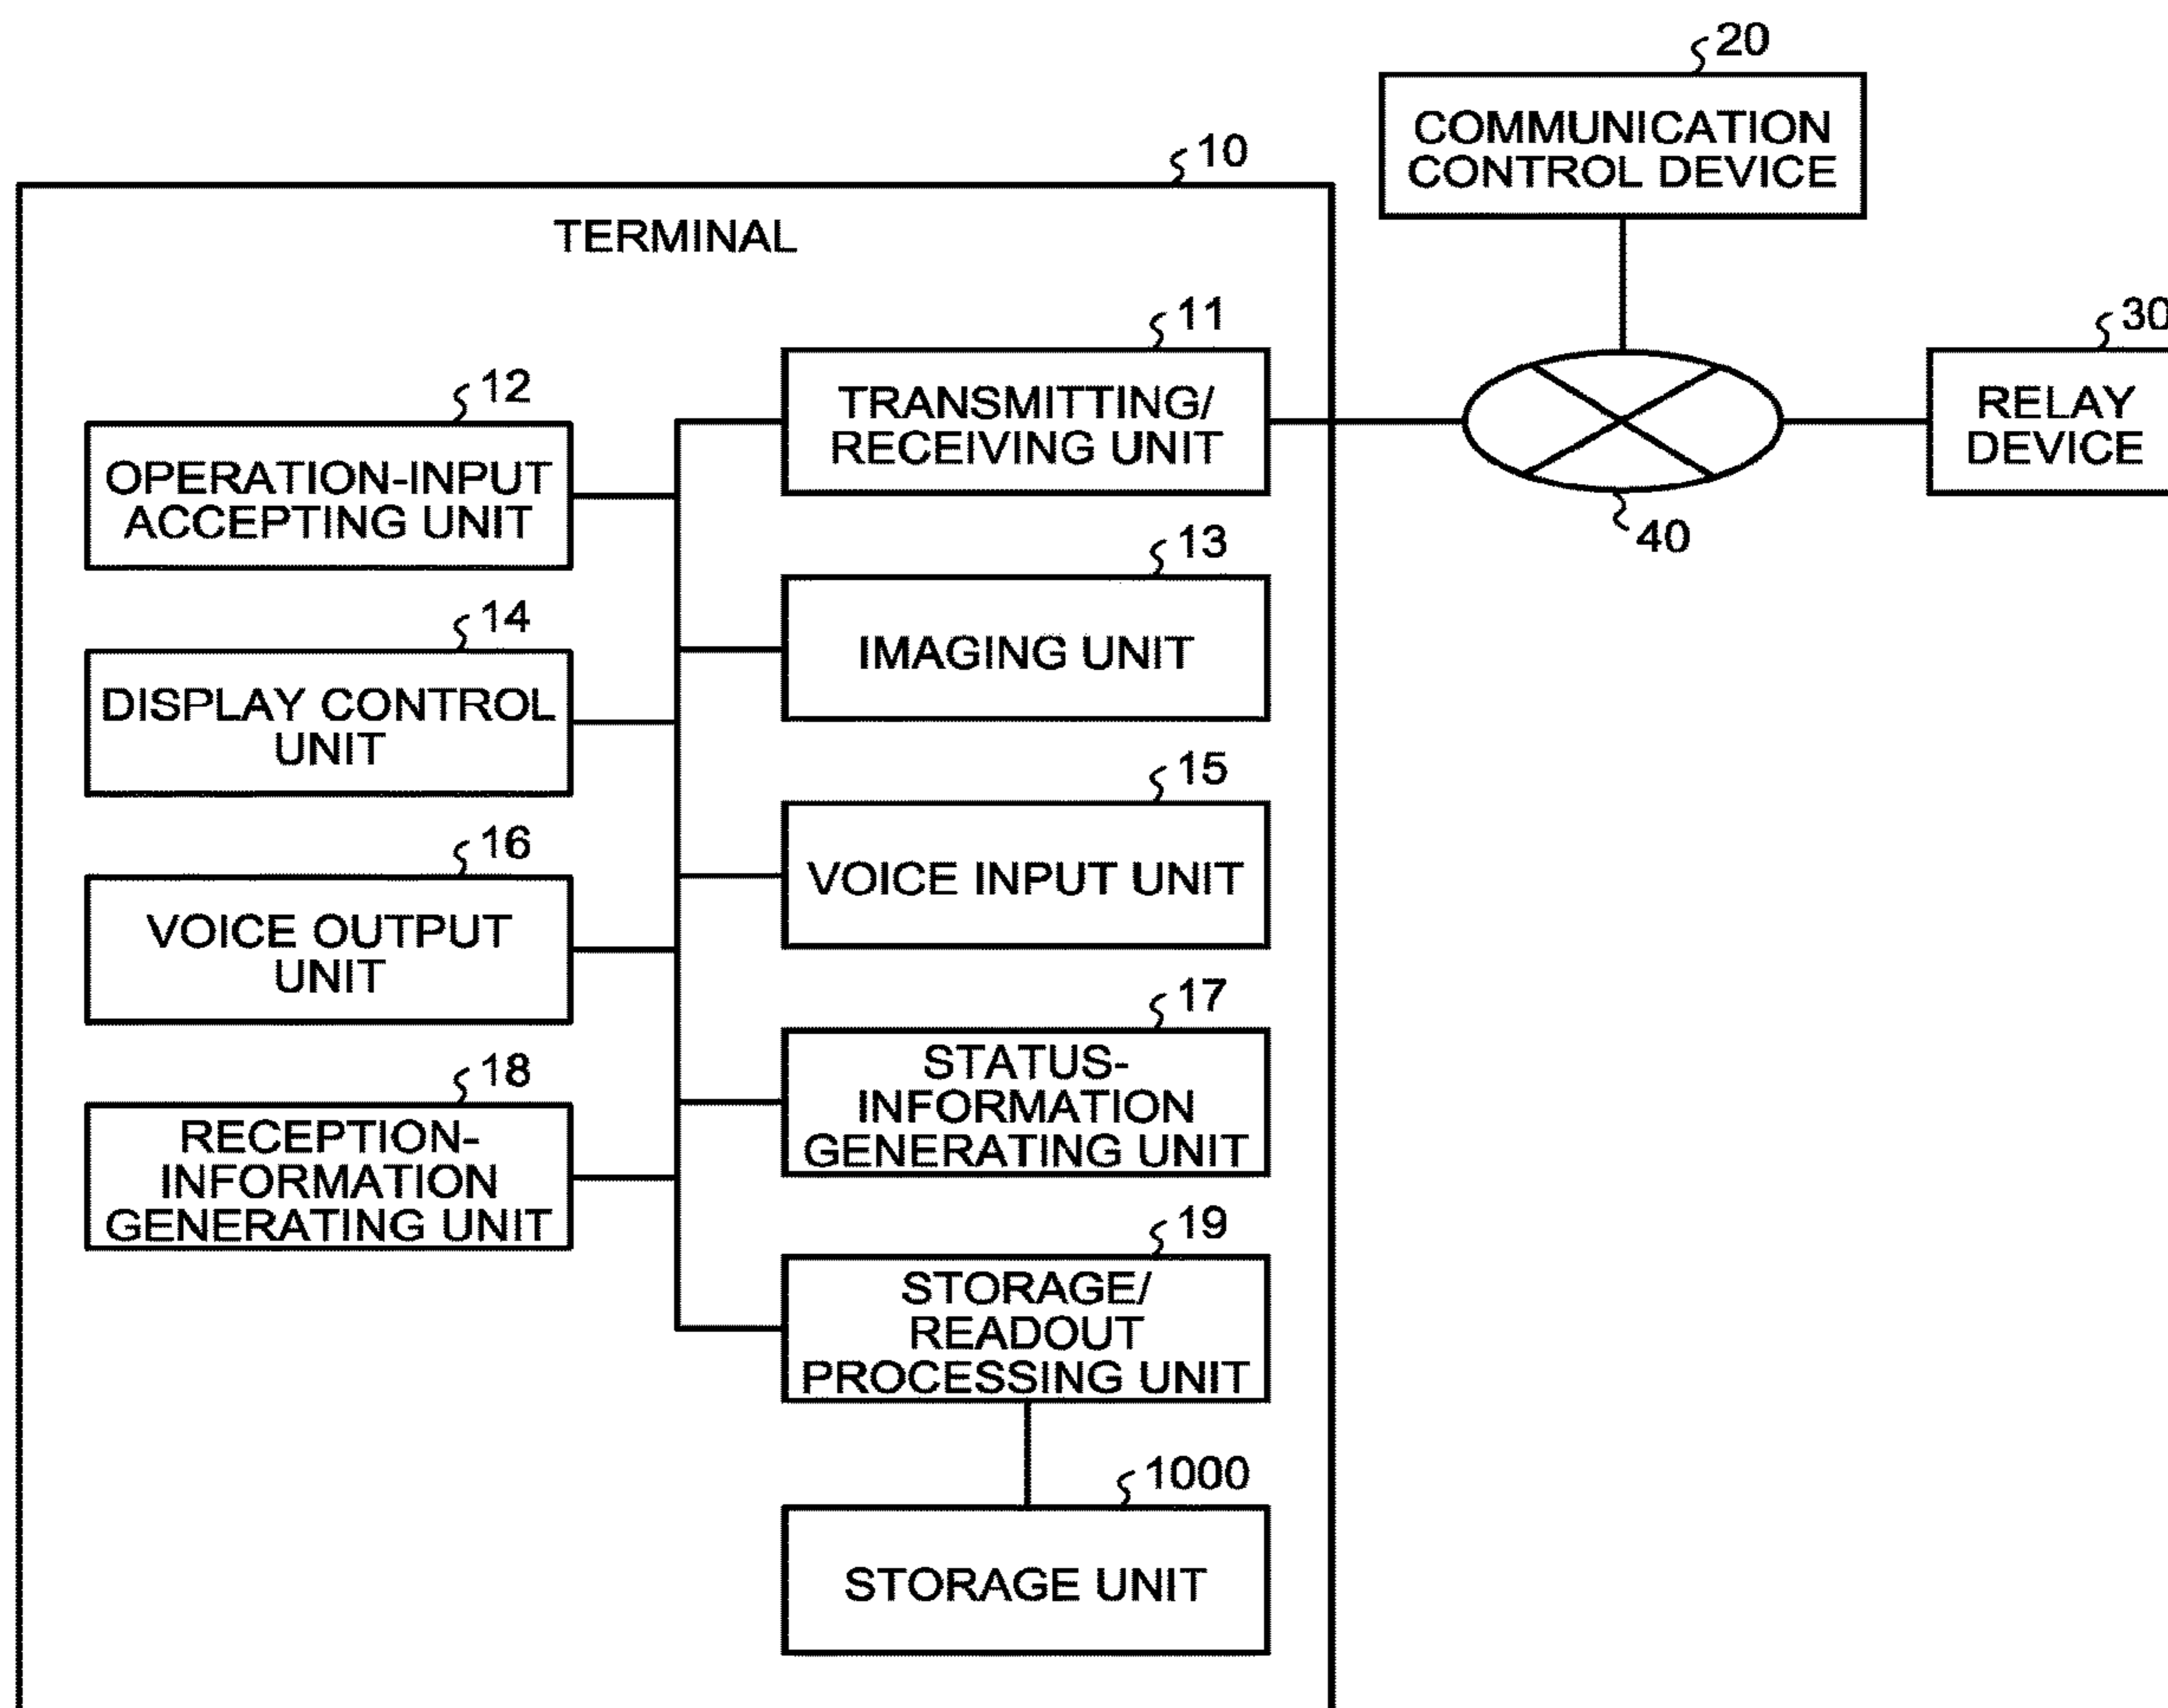 20
COMMUNICATION
CONTROL DEVICE
10
TERMINAL
11
TRANSMITTING/
RECEIVING UNIT
30
RELAY
DEVICE
40
12
OPERATION-INPUT
ACCEPTING UNIT
13
IMAGING UNIT
14
DISPLAY CONTROL
UNIT
15
VOICE INPUT UNIT
16
VOICE OUTPUT
UNIT
17
STATUS-
INFORMATION
GENERATING UNIT
18
RECEPTION-
INFORMATION
GENERATING UNIT
19
STORAGE/
READOUT
PROCESSING UNIT
1000
STORAGE UNIT